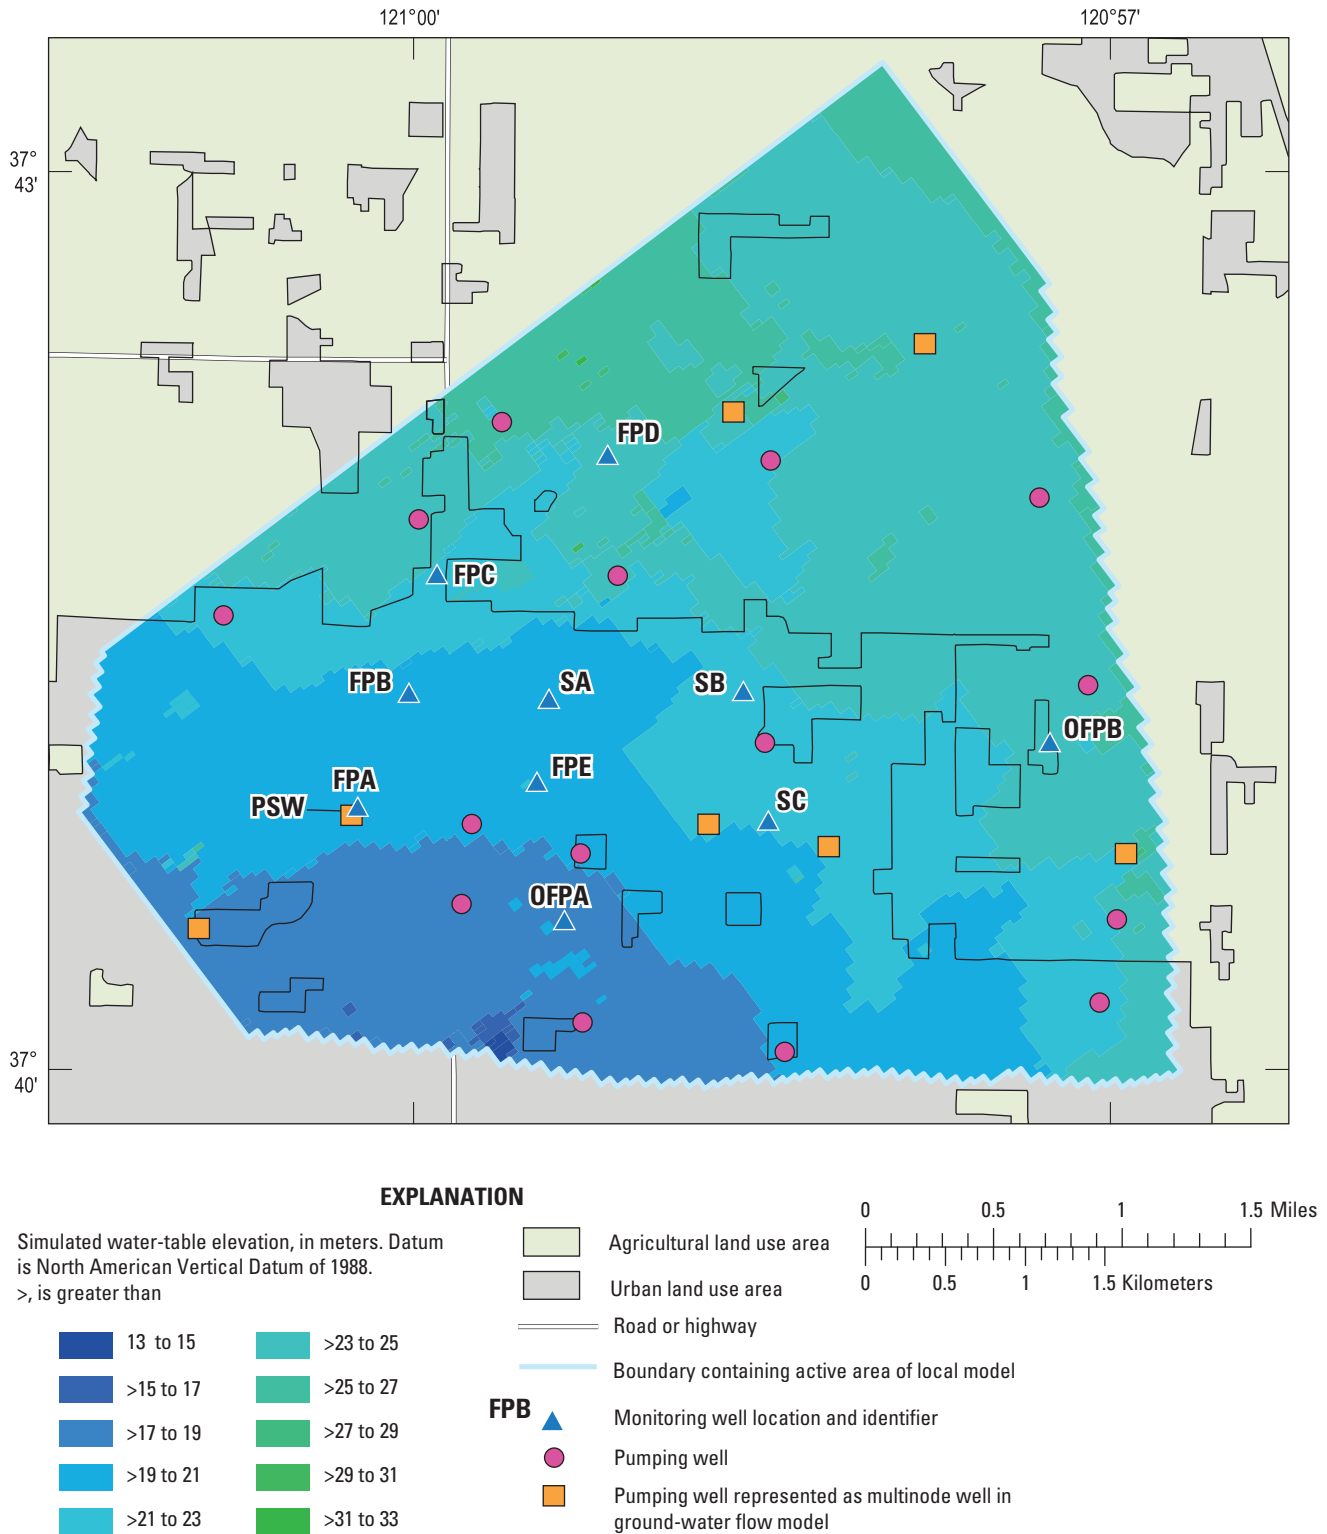 121°00'
120°57'
37°
43'
FPD
FPC
FPB
SA
SB
OFPB
FPE
FPA
PSW
SC
OFPA
37°
40'
EXPLANATION
Simulated water-table elevation, in meters. Datum
is North American Vertical Datum of 1988.
>, is greater than
13 to 15
>15 to 17
>17 to 19
>19 to 21
>21 to 23
>23 to 25
>25 to 27
>27 to 29
>29 to 31
>31 to 33
Agricultural land use area
Urban land use area
Road or highway
Boundary containing active area of local model
FPB
Monitoring well location and identifier
Pumping well
Pumping well represented as multinode well in
ground-water flow model
0 0.5 1 1.5 Miles
0 0.5 1 1.5 Kilometers